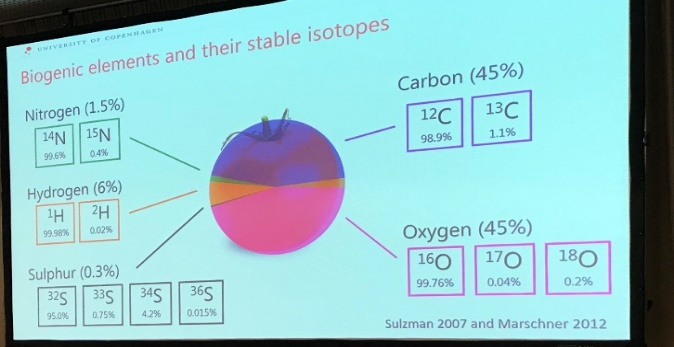 UNIVERSITY OF COPENHAGEN
Biogenic elements and their stable isotopes
Nitrogen (1.5%)
¹⁴N ¹⁵N
99.6% 0.4%
Hydrogen (6%)
¹H ²H
99.98% 0.02%
Sulphur (0.3%)
³²S ³³S ³⁴S ³⁶S
95.0% 0.75% 4.2% 0.015%
Carbon (45%)
¹²C ¹³C
98.9% 1.1%
Oxygen (45%)
¹⁶O ¹⁷O ¹⁸O
99.76% 0.04% 0.2%
Sulzman 2007 and Marschner 2012